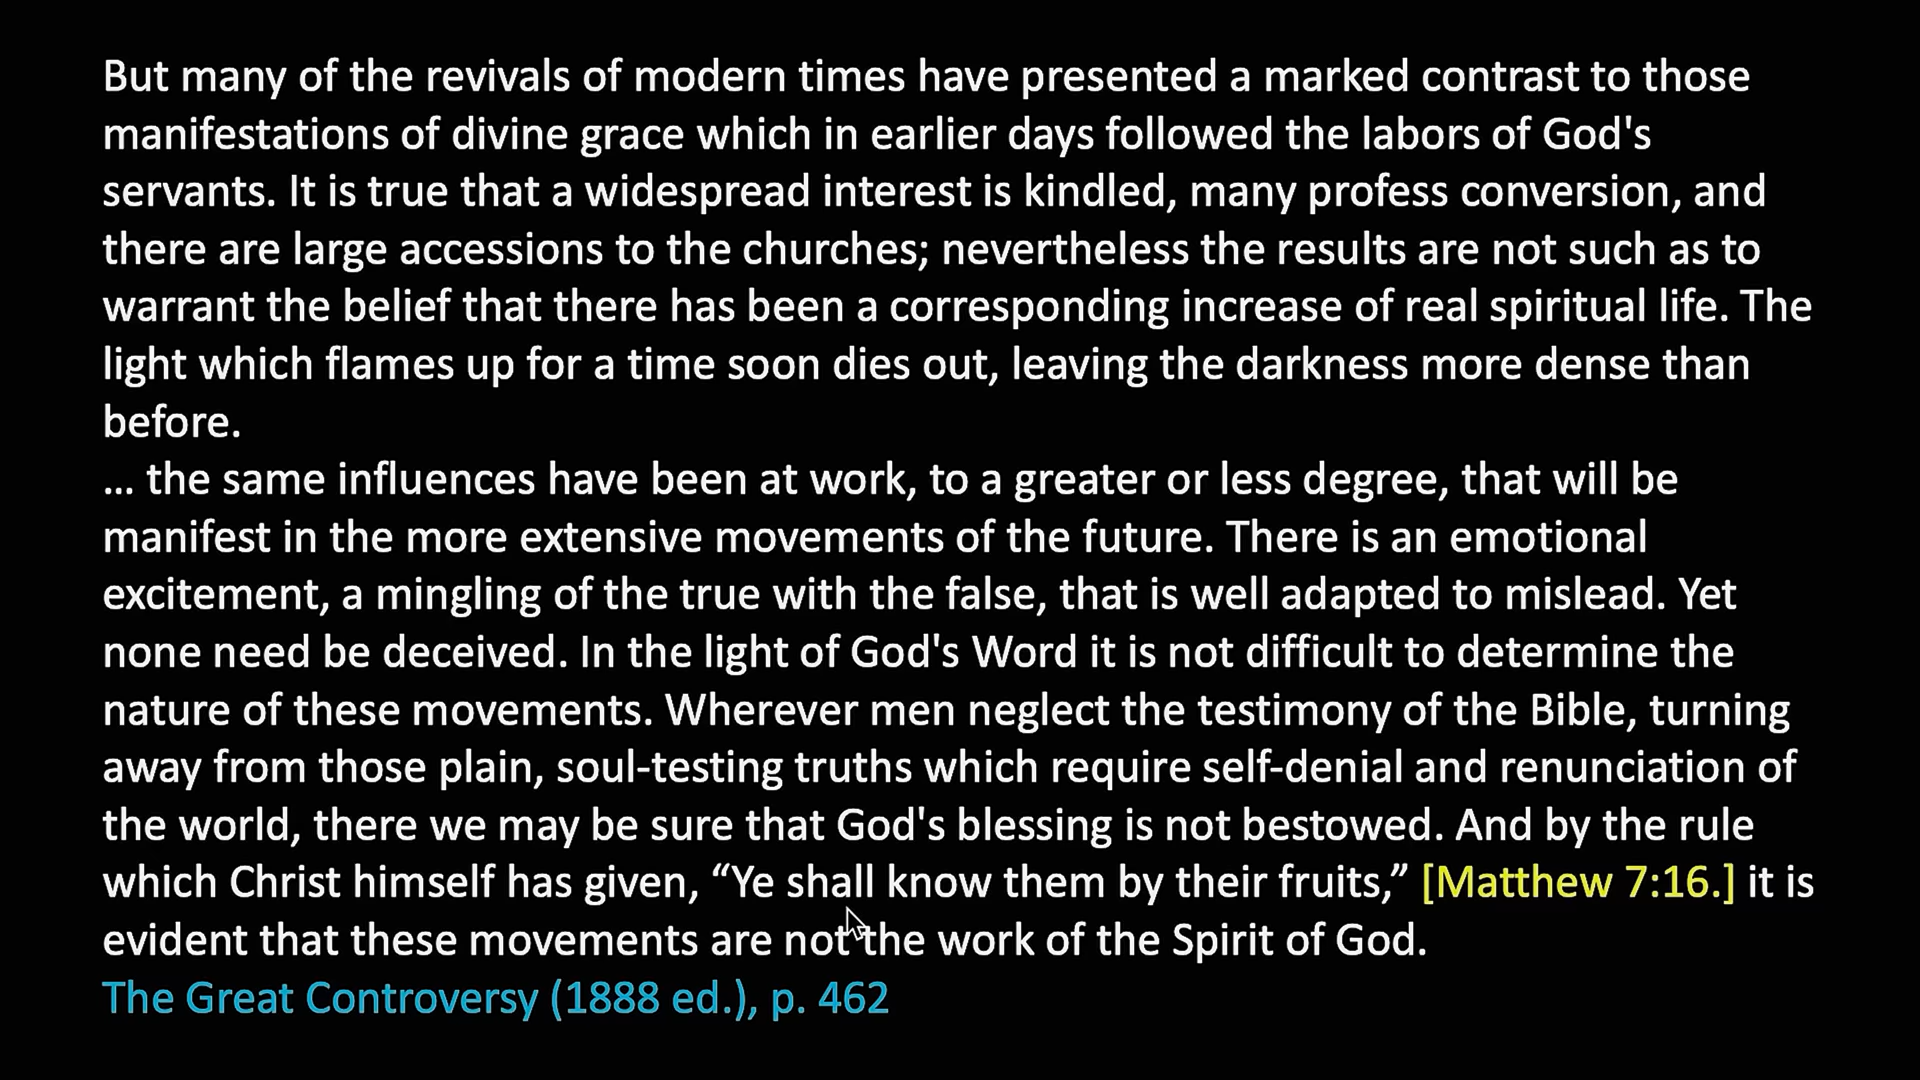 But many of the revivals of modern times have presented a marked contrast to those
manifestations of divine grace which in earlier days followed the labors of God's
servants. It is true that a widespread interest is kindled, many profess conversion, and
there are large accessions to the churches; nevertheless the results are not such as to
warrant the belief that there has been a corresponding increase of real spiritual life. The
light which flames up for a time soon dies out, leaving the darkness more dense than
before.
... the same influences have been at work, to a greater or less degree, that will be
manifest in the more extensive movements of the future. There is an emotional
excitement, a mingling of the true with the false, that is well adapted to mislead. Yet
none need be deceived. In the light of God's Word it is not difficult to determine the
nature of these movements. Wherever men neglect the testimony of the Bible, turning
away from those plain, soul-testing truths which require self-denial and renunciation of
the world, there we may be sure that God's blessing is not bestowed. And by the rule
which Christ himself has given, “Ye shall know them by their fruits,” [Matthew 7:16.] it is
evident that these movements are not the work of the Spirit of God.
The Great Controversy (1888 ed.), p. 462